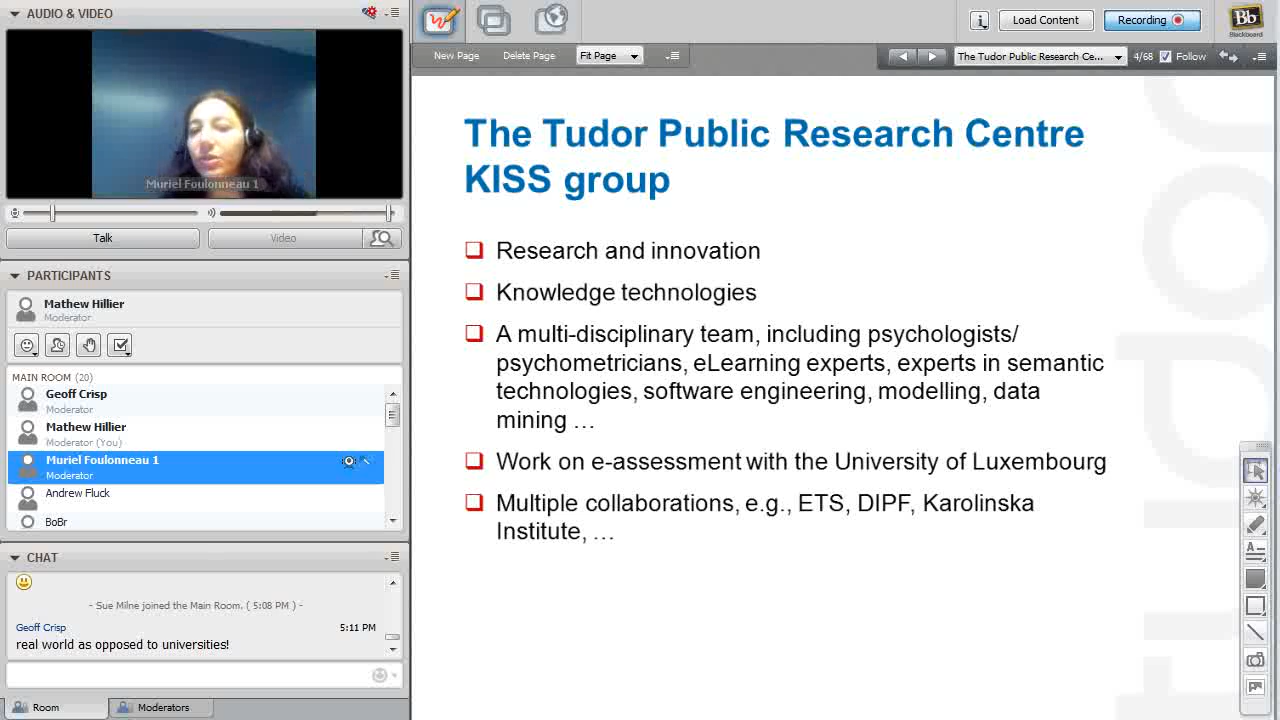 AUDIO & VIDEO
Muriel Foulonneau 1
Talk
Video
PARTICIPANTS
Mathew Hillier
Moderator
MAIN ROOM (20)
Geoff Crisp
Moderator
Mathew Hillier
Moderator (You)
Muriel Foulonneau 1
Moderator
Andrew Fluck
BoBr
CHAT
- Sue Milne joined the Main Room. ( 5:08 PM ) -
Geoff Crisp 5:11 PM
real world as opposed to universities!
Room Moderators
Load Content Recording
Bb
Blackboard
New Page Delete Page Fit Page
The Tudor Public Research Ce... 4/68 Follow
The Tudor Public Research Centre
KISS group
Research and innovation
Knowledge technologies
A multi-disciplinary team, including psychologists/
psychometricians, eLearning experts, experts in semantic
technologies, software engineering, modelling, data
mining …
Work on e-assessment with the University of Luxembourg
Multiple collaborations, e.g., ETS, DIPF, Karolinska
Institute, …